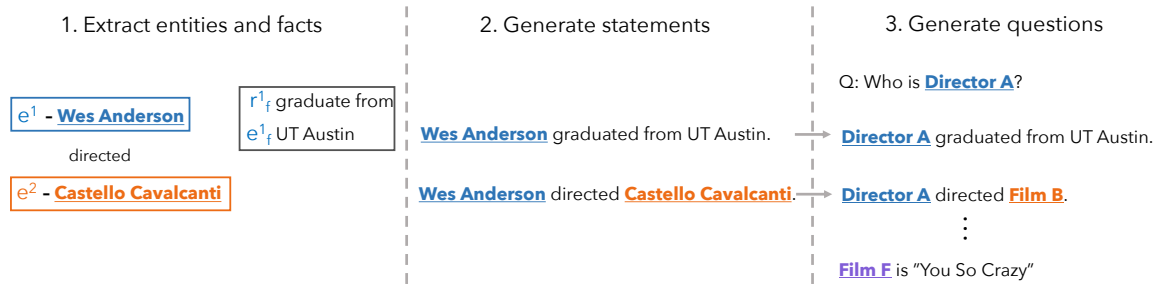 1. Extract entities and facts
e1 - Wes Anderson
directed
e2 - Castello Cavalcanti
r1f graduate from
e1f UT Austin
2. Generate statements
Wes Anderson graduated from UT Austin.
Wes Anderson directed Castello Cavalcanti.
3. Generate questions
Q: Who is Director A?
Director A graduated from UT Austin.
Director A directed Film B.
⋮
Film F is “You So Crazy”